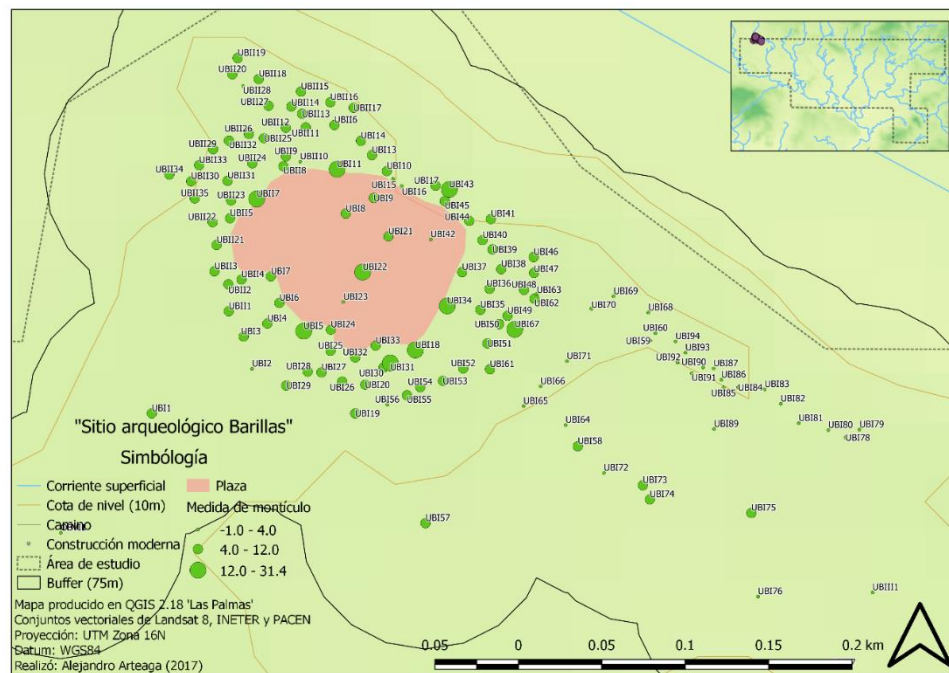 UBII19
UBII20
UBII18
UBII28
UBII15
UBII27
UBII14
UBII16
UBII17
UBII13
UBII12
UBII11
UBII6
UBII26
UBII25
UBI14
UBII29
UBII32
UBII9
UBII10
UBI13
UBII33
UBII24
UBII8
UBI11
UBI10
UBII34
UBII30
UBII31
UBI15
UBI17
UBI43
UBI16
UBII35
UBII23
UBII7
UBI9
UBI45
UBII22
UBII5
UBI8
UBI44
UBI41
UBI21
UBI42
UBI40
UBII21
UBI39
UBI46
UBII3
UBII4
UBI7
UBI22
UBI37
UBI38
UBI47
UBII2
UBI36
UBI48
UBI63
UBI69
UBI6
UBI23
UBI34
UBI62
UBII1
UBI35
UBI49
UBI70
UBI68
UBI4
UBI5
UBI24
UBI50
UBI67
UBI3
UBI60
UBI59
UBI94
UBI25
UBI33
UBI18
UBI51
UBI93
UBI32
UBI71
UBI92
UBI90
UBI87
UBI2
UBI28
UBI27
UBI30
UBI31
UBI52
UBI61
UBI91
UBI86
UBI29
UBI26
UBI20
UBI54
UBI53
UBI66
UBI85
UBI84
UBI83
UBI55
UBI56
UBI65
UBI82
UBI1
UBI19
UBI64
UBI89
UBI81
UBI80
UBI79
UBI78
UBI58
UBI72
UBI73
UBI74
UBI75
UBI57
UBI76
UBIII1
"Sitio arqueológico Barillas"
Simbólogía
Corriente superficial
Cota de nivel (10m)
Camino
Construcción moderna
Área de estudio
Buffer (75m)
Plaza
Medida de montículo
-1.0 - 4.0
4.0 - 12.0
12.0 - 31.4
Mapa producido en QGIS 2.18 'Las Palmas'
Conjuntos vectoriales de Landsat 8, INETER y PACEN
Proyección: UTM Zona 16N
Datum: WGS84
Realizó: Alejandro Arteaga (2017)
0.05 0 0.05 0.1 0.15 0.2 km